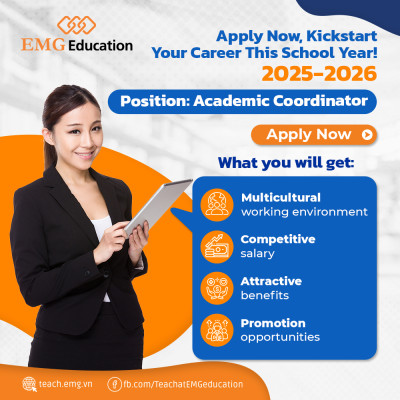 EMG Education
Apply Now, Kickstart
Your Career This School Year!
2025-2026
Position: Academic Coordinator
Apply Now
What you will get:
Multicultural
working environment
Competitive
salary
Attractive
benefits
Promotion
opportunities
teach.emg.vn
fb.com/TeachatEMGeducation